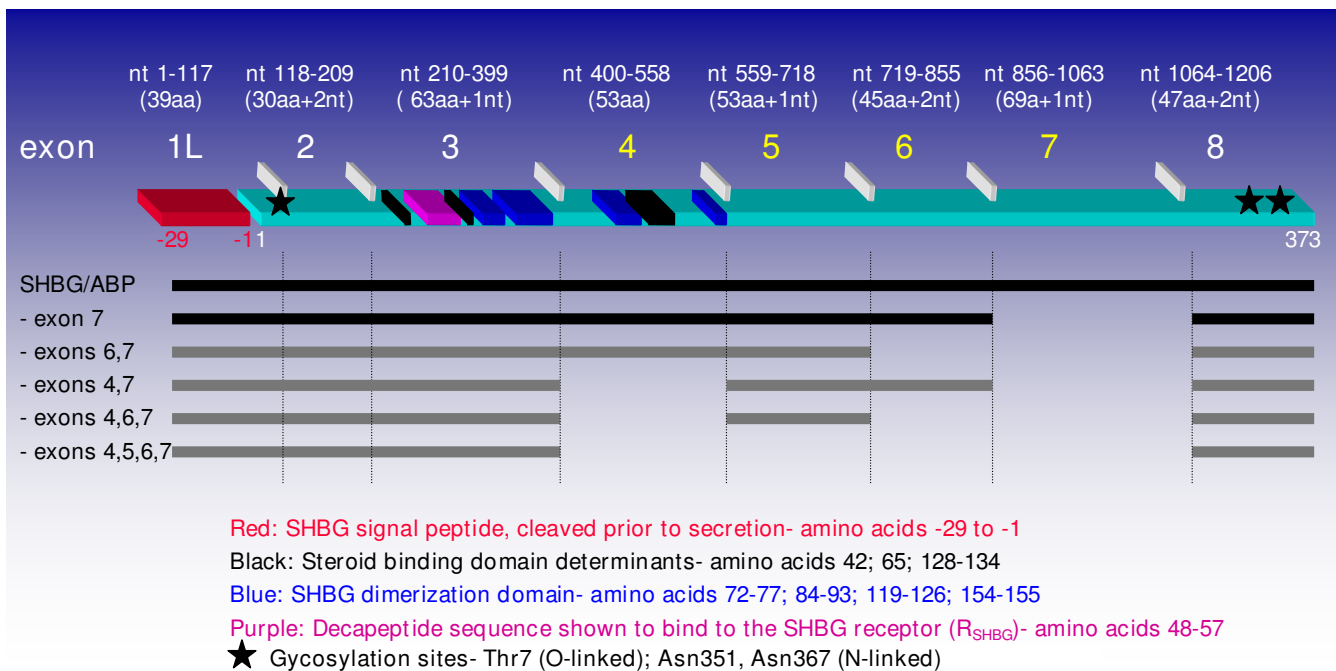 nt 1-117 nt 118-209 nt 210-399 nt 400-558 nt 559-718 nt 719-855 nt 856-1063 nt 1064-1206
(39aa) (30aa+2nt) ( 63aa+1nt) (53aa) (53aa+1nt) (45aa+2nt) (69a+1nt) (47aa+2nt)
exon 1L 2 3 4 5 6 7 8
-29 -1 1 373
SHBG/ABP
- exon 7
- exons 6,7
- exons 4,7
- exons 4,6,7
- exons 4,5,6,7
Red: SHBG signal peptide, cleaved prior to secretion- amino acids -29 to -1
Black: Steroid binding domain determinants- amino acids 42; 65; 128-134
Blue: SHBG dimerization domain- amino acids 72-77; 84-93; 119-126; 154-155
Purple: Decapeptide sequence shown to bind to the SHBG receptor (RSHBG)- amino acids 48-57
Gycosylation sites- Thr7 (O-linked); Asn351, Asn367 (N-linked)